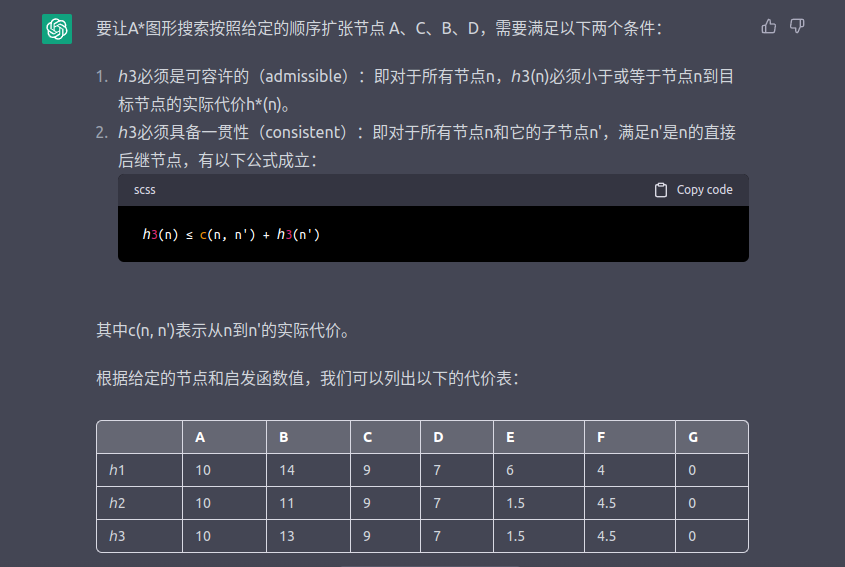 要让A*图形搜索按照给定的顺序扩张节点 A、C、B、D，需要满足以下两个条件：
1. h3必须是可容许的（admissible）：即对于所有节点n，h3(n)必须小于或等于节点n到目
标节点的实际代价h*(n)。
2. h3必须具备一贯性（consistent）：即对于所有节点n和它的子节点n'，满足n'是n的直接
后继节点，有以下公式成立：
scss Copy code
h3(n) ≤ c(n, n') + h3(n')
其中c(n, n')表示从n到n'的实际代价。
根据给定的节点和启发函数值，我们可以列出以下的代价表：
A B C D E F G
h1 10 14 9 7 6 4 0
h2 10 11 9 7 1.5 4.5 0
h3 10 13 9 7 1.5 4.5 0